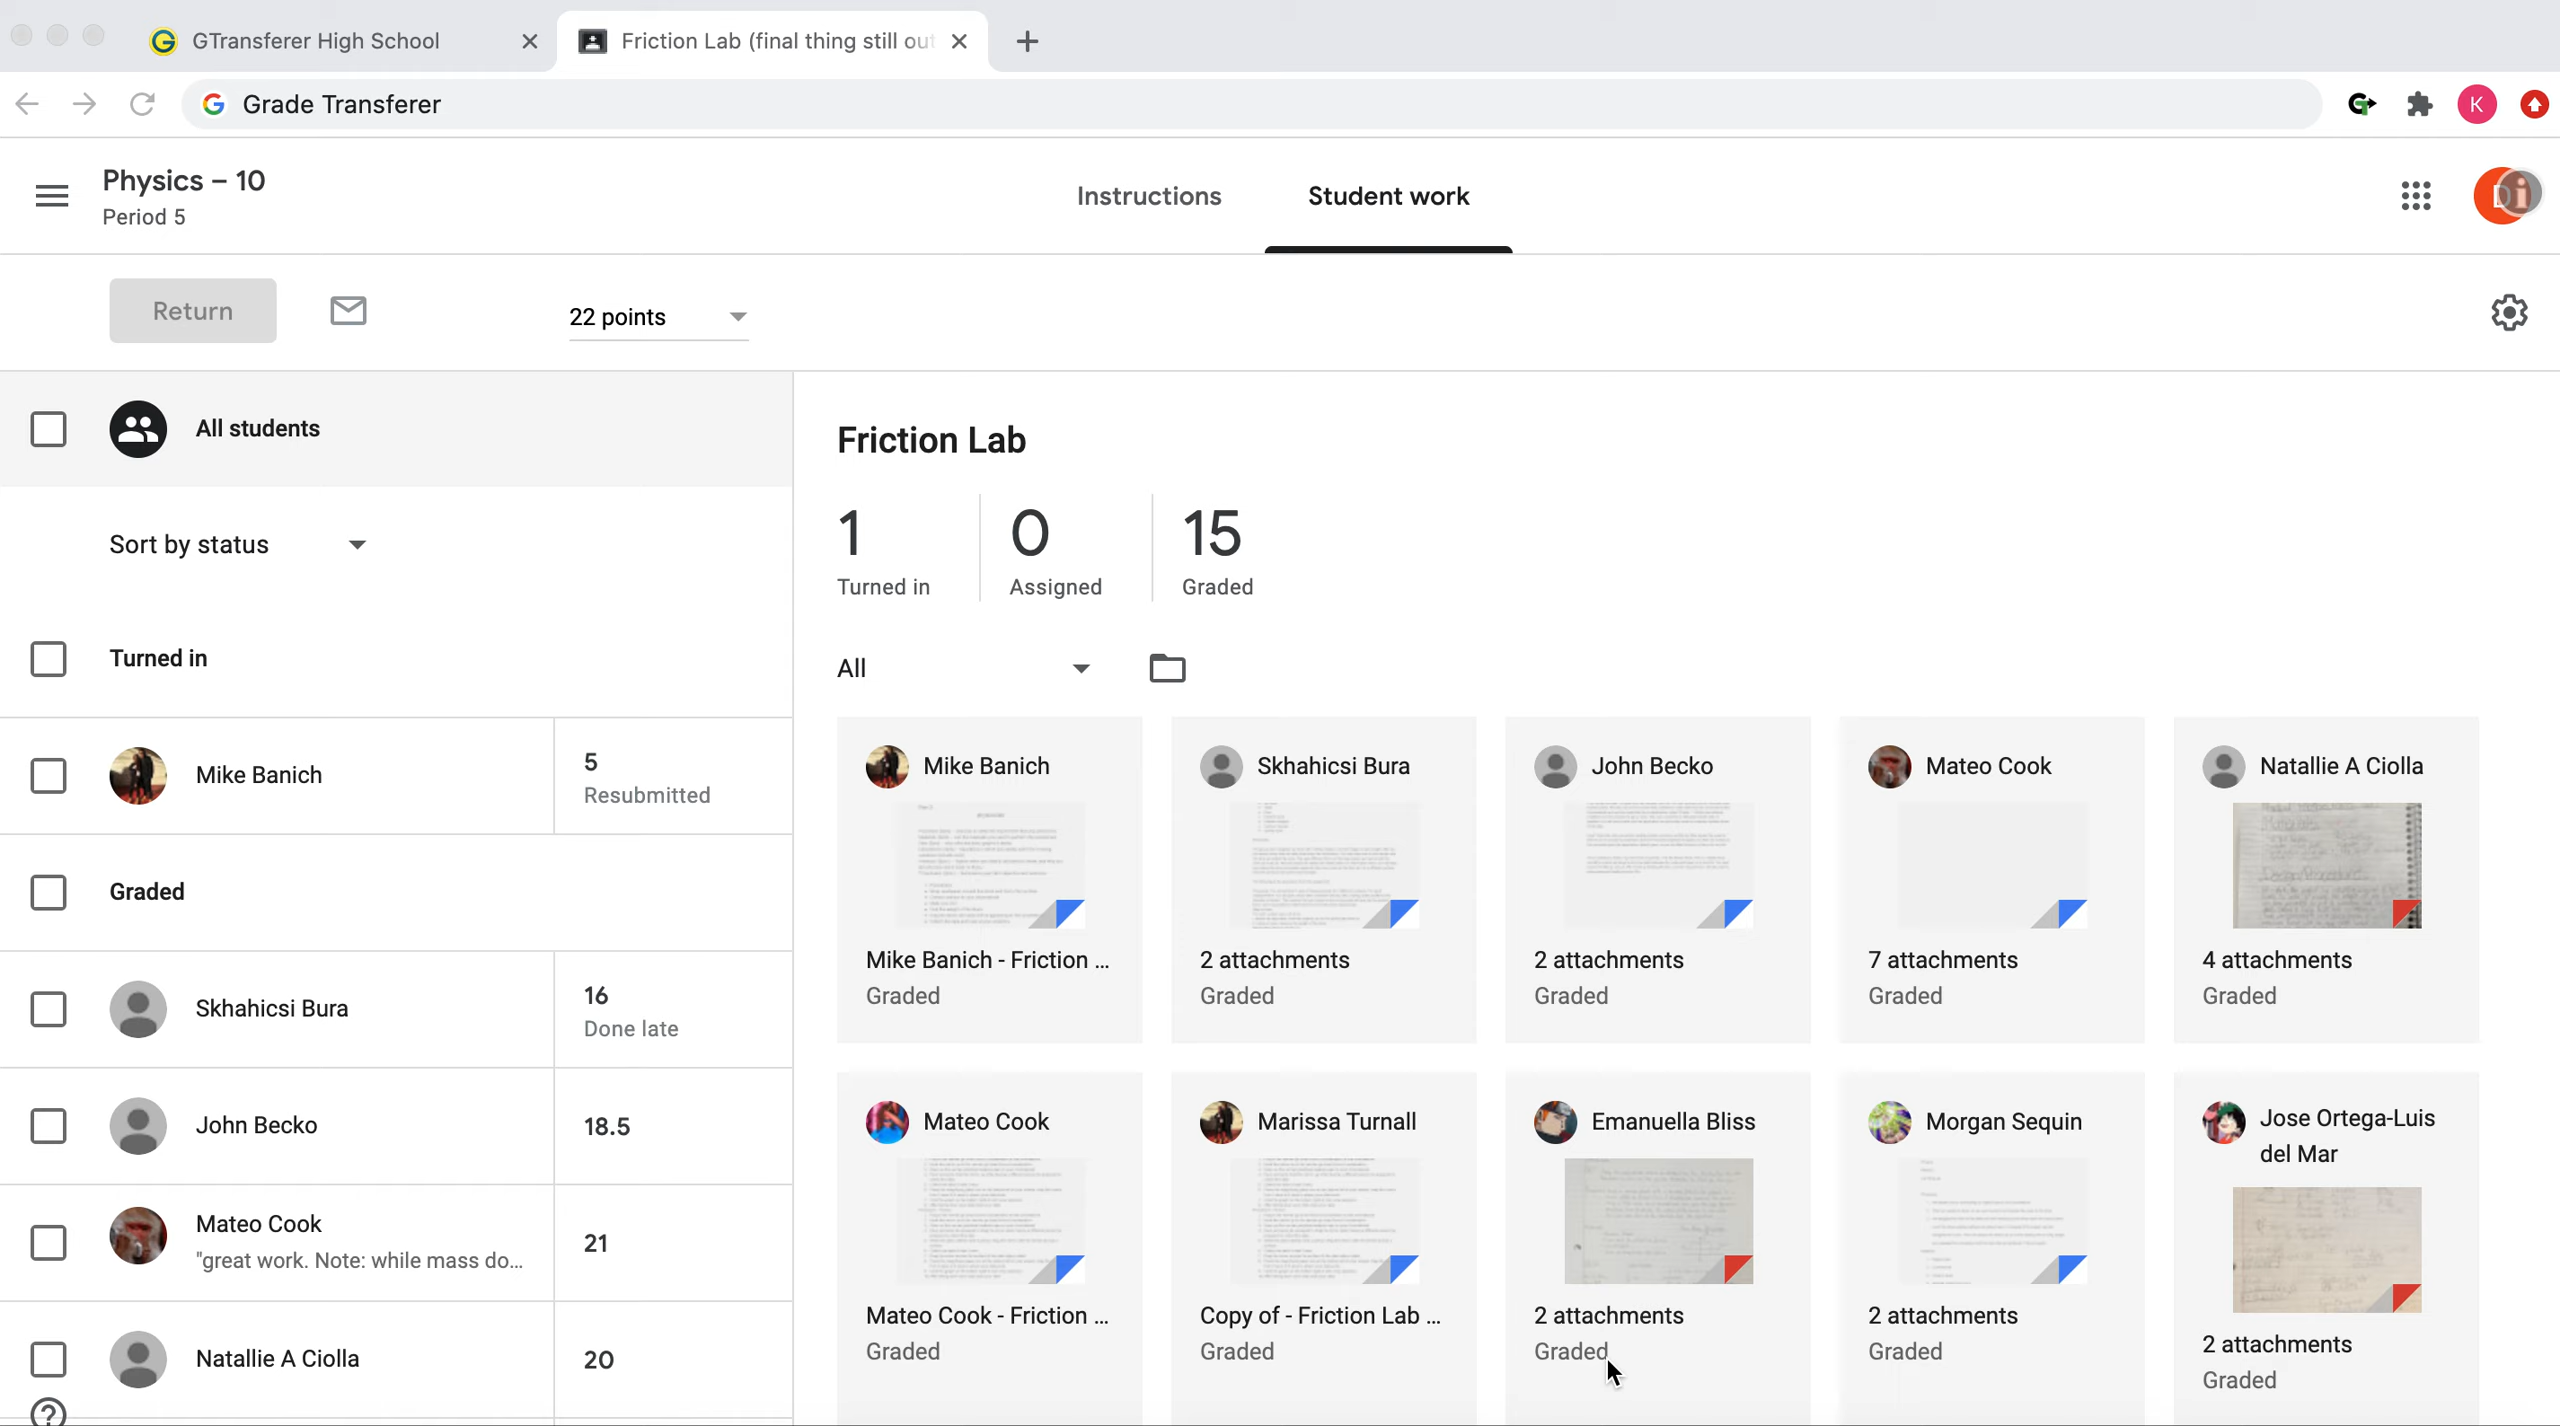 GTransferer High School
Friction Lab (final thing still out
Grade Transferer
K
Physics – 10
Period 5
Instructions
Student work
Return
22 points
All students
Sort by status
Turned in
Mike Banich
5
Resubmitted
Graded
Skhahicsi Bura
16
Done late
John Becko
18.5
Mateo Cook
"great work. Note: while mass do...
21
Natallie A Ciolla
20
Friction Lab
1
0
15
Turned in
Assigned
Graded
All
Mike Banich
Skhahicsi Bura
John Becko
Mateo Cook
Natallie A Ciolla
Mike Banich - Friction ...
2 attachments
2 attachments
7 attachments
4 attachments
Graded
Graded
Graded
Graded
Graded
Mateo Cook
Marissa Turnall
Emanuella Bliss
Morgan Sequin
Jose Ortega-Luis
del Mar
Mateo Cook - Friction ...
Copy of - Friction Lab ...
2 attachments
2 attachments
2 attachments
Graded
Graded
Graded
Graded
Graded